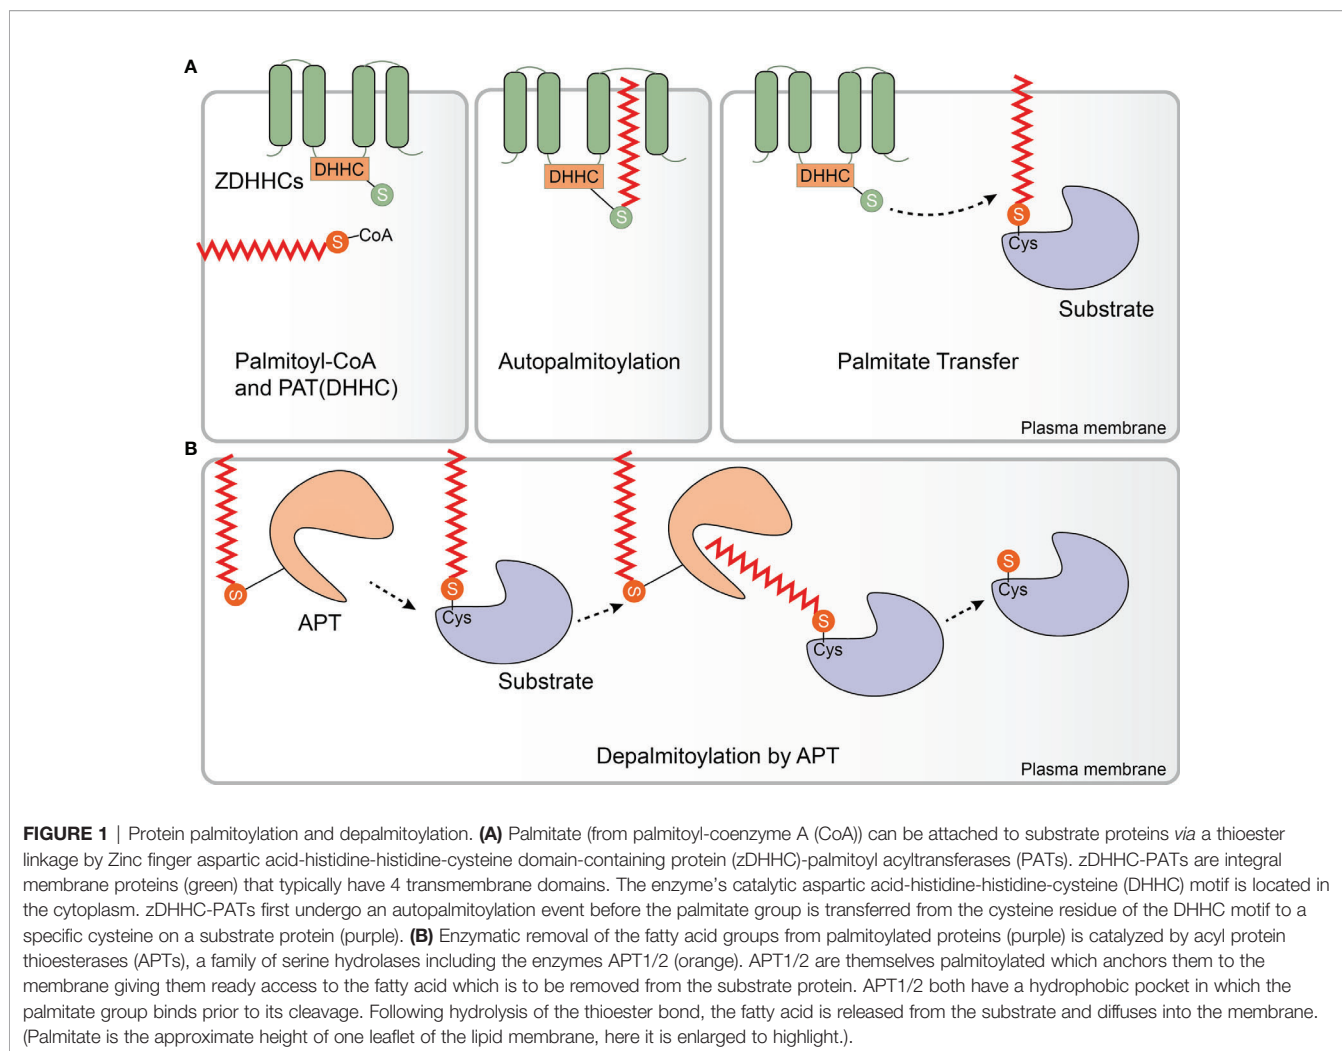 A
ZDHHCs
DHHC
S
S
CoA
Palmitoyl-CoA
and PAT(DHHC)
DHHC
S
Autopalmitoylation
DHHC
S
S
Cys
Substrate
Palmitate Transfer
Plasma membrane
B
S
APT
S
Cys
Substrate
S
S
Cys
S
Cys
Depalmitoylation by APT
Plasma membrane
FIGURE 1 | Protein palmitoylation and depalmitoylation. (A) Palmitate (from palmitoyl-coenzyme A (CoA)) can be attached to substrate proteins via a thioester
linkage by Zinc finger aspartic acid-histidine-histidine-cysteine domain-containing protein (zDHHC)-palmitoyl acyltransferases (PATs). zDHHC-PATs are integral
membrane proteins (green) that typically have 4 transmembrane domains. The enzyme's catalytic aspartic acid-histidine-histidine-cysteine (DHHC) motif is located in
the cytoplasm. zDHHC-PATs first undergo an autopalmitoylation event before the palmitate group is transferred from the cysteine residue of the DHHC motif to a
specific cysteine on a substrate protein (purple). (B) Enzymatic removal of the fatty acid groups from palmitoylated proteins (purple) is catalyzed by acyl protein
thioesterases (APTs), a family of serine hydrolases including the enzymes APT1/2 (orange). APT1/2 are themselves palmitoylated which anchors them to the
membrane giving them ready access to the fatty acid which is to be removed from the substrate protein. APT1/2 both have a hydrophobic pocket in which the
palmitate group binds prior to its cleavage. Following hydrolysis of the thioester bond, the fatty acid is released from the substrate and diffuses into the membrane.
(Palmitate is the approximate height of one leaflet of the lipid membrane, here it is enlarged to highlight.).